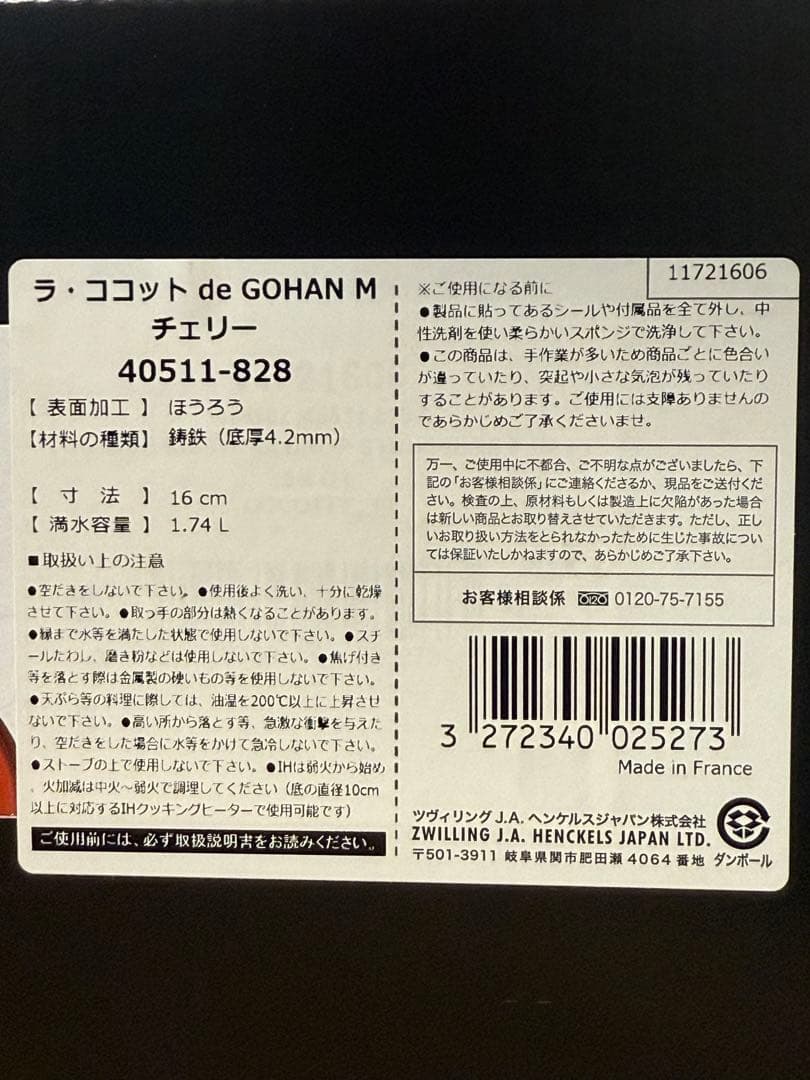 ラ・ココット de GOHAN M
チェリー
40511-828
【 表面加工 】 ほうろう
【材料の種類】 鋳鉄（底厚4.2mm）
【 寸　法 】 16 cm
【 満水容量 】 1.74 L
■取扱い上の注意
●空だきをしないで下さい。●使用後よく洗い、十分に乾燥
させて下さい。●取っ手の部分は熱くなることがあります。
●縁まで水等を満たした状態で使用しないで下さい。●スチ
ールたわし、磨き粉などは使用しないで下さい。●焦げ付き
等を落とす際は金属製の硬いもの等を使用しないで下さい。
●天ぷら等の料理に際しては、油温を200℃以上に上昇させ
ないで下さい。●高い所から落とす等、急激な衝撃を与えた
り、空だきをした場合に水等をかけて急冷しないで下さい。
●ストーブの上で使用しないで下さい。●IHは弱火から始め
、火加減は中火～弱火で調理してください（底の直径10cm
以上に対応するIHクッキングヒーターで使用可能です）
ご使用前には、必ず取扱説明書をお読みください。
11721606
※ご使用になる前に
●製品に貼ってあるシールや付属品を全て外し、中
性洗剤を使い柔らかいスポンジで洗浄して下さい。
●この商品は、手作業が多いため商品ごとに色合い
が違っていたり、突起や小さな気泡が残っていたり
することがあります。ご使用には支障ありませんの
であらかじめご了承くださいませ。
万一、ご使用中に不都合、ご不明な点がございましたら、下
記の「お客様相談係」にご連絡くださるか、現品をご送付くださ
い。検査の上、原材料もしくは製造上に欠陥があった場合
は新しい商品とお取り替えさせていただきます。ただし、正し
いお取り扱い方法をとられなかったために生じた事故につい
ては保証いたしかねますので、あらかじめご了承下さい。
お客様相談係 0120-75-7155
3 272340 025273
Made in France
ツヴィリング J.A. ヘンケルスジャパン株式会社
ZWILLING J.A. HENCKELS JAPAN LTD.
〒501-3911 岐阜県関市肥田瀬 4064 番地
ダンボール